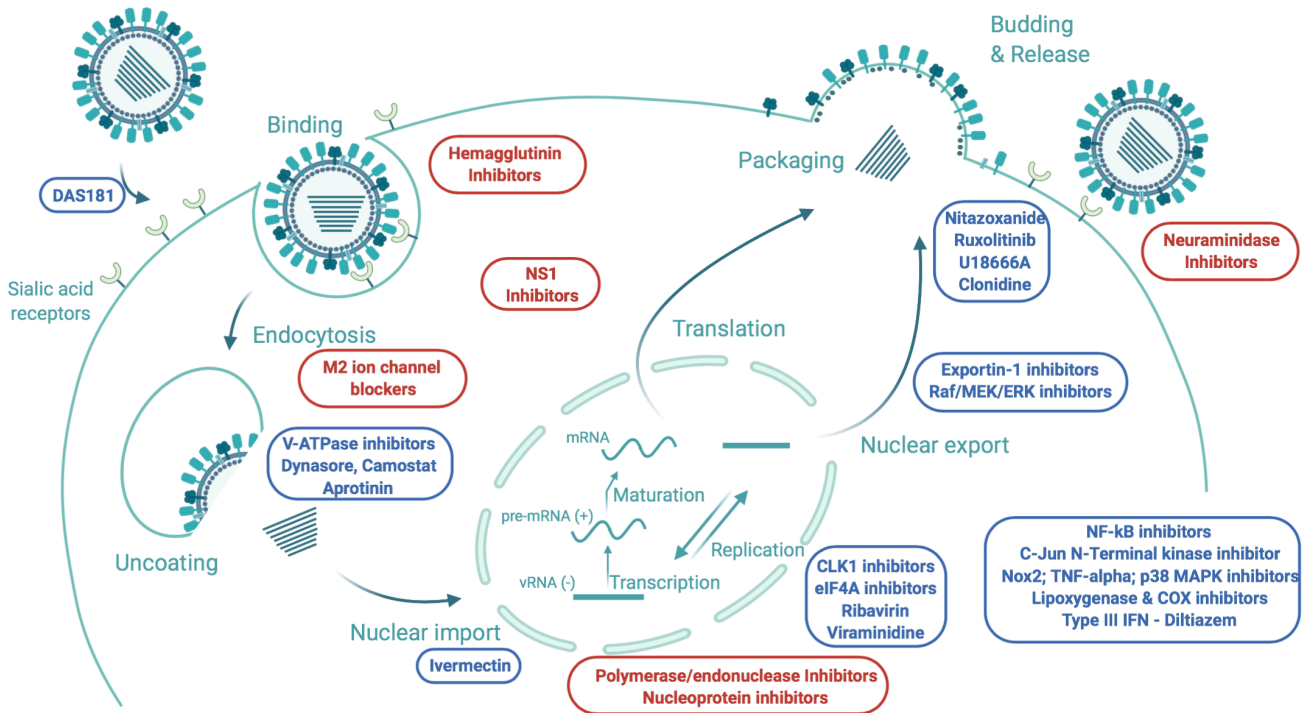 Budding
& Release
Binding
Hemagglutinin
Inhibitors
Packaging
DAS181
Nitazoxanide
Ruxolitinib
U18666A
Clonidine
Neuraminidase
Inhibitors
NS1
Inhibitors
Sialic acid
receptors
Endocytosis
Translation
M2 ion channel
blockers
Exportin-1 inhibitors
Raf/MEK/ERK inhibitors
V-ATPase inhibitors
Dynasore, Camostat
Aprotinin
mRNA
Nuclear export
Maturation
pre-mRNA (+)
Replication
Uncoating
vRNA (-)
Transcription
CLK1 inhibitors
eIF4A inhibitors
Ribavirin
Viraminidine
NF-kB inhibitors
C-Jun N-Terminal kinase inhibitor
Nox2; TNF-alpha; p38 MAPK inhibitors
Lipoxygenase & COX inhibitors
Type III IFN - Diltiazem
Nuclear import
Ivermectin
Polymerase/endonuclease Inhibitors
Nucleoprotein inhibitors